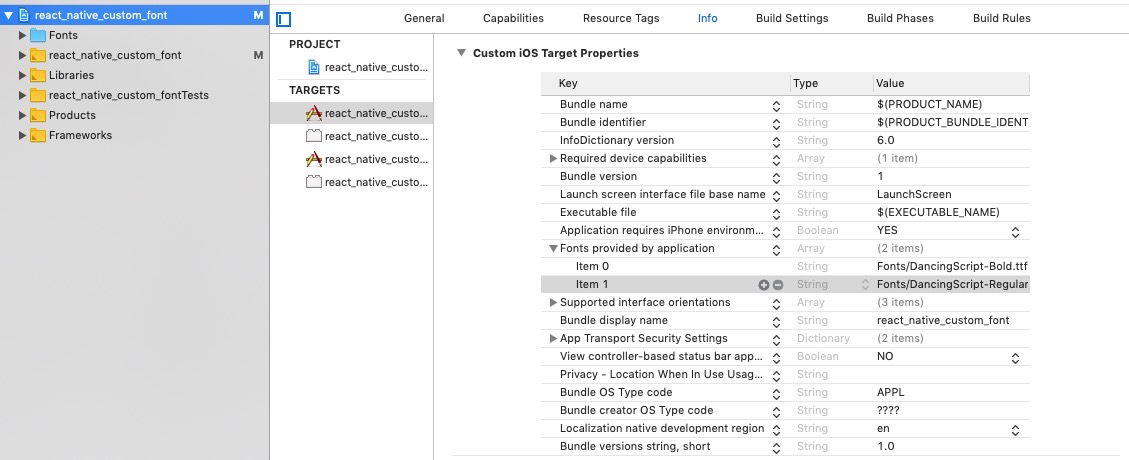 react_native_custom_font M
Fonts
react_native_custom_font M
Libraries
react_native_custom_fontTests
Products
Frameworks
General Capabilities Resource Tags Info Build Settings Build Phases Build Rules
PROJECT
react_native_custo...
TARGETS
react_native_custo...
react_native_custo...
react_native_custo...
react_native_custo...
Custom iOS Target Properties
Key Type Value
Bundle name String $(PRODUCT_NAME)
Bundle identifier String $(PRODUCT_BUNDLE_IDENT
InfoDictionary version String 6.0
Required device capabilities Array (1 item)
Bundle version String 1
Launch screen interface file base name String LaunchScreen
Executable file String $(EXECUTABLE_NAME)
Application requires iPhone environm... Boolean YES
Fonts provided by application Array (2 items)
Item 0 String Fonts/DancingScript-Bold.ttf
Item 1 String Fonts/DancingScript-Regular
Supported interface orientations Array (3 items)
Bundle display name String react_native_custom_font
App Transport Security Settings Dictionary (2 items)
View controller-based status bar app... Boolean NO
Privacy - Location When In Use Usag... String
Bundle OS Type code String APPL
Bundle creator OS Type code String ????
Localization native development region String en
Bundle versions string, short String 1.0